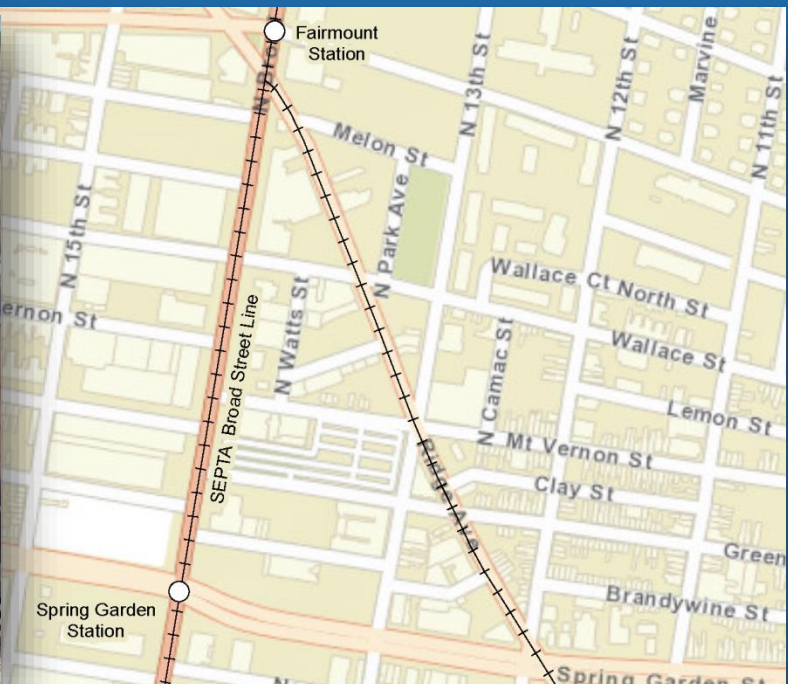 Fairmount
Station
N 13th St
N 12th St
Marvine
N 11th St
Melon St
N 15th St
N Park Ave
Wallace Ct North St
ernon St
SEPTA Broad Street Line
N Watts St
N Camac St
Wallace St
Lemon St
Mt Vernon St
Ridge Ave
Clay St
Green
Brandywine St
Spring Garden
Station
Spring Garden St